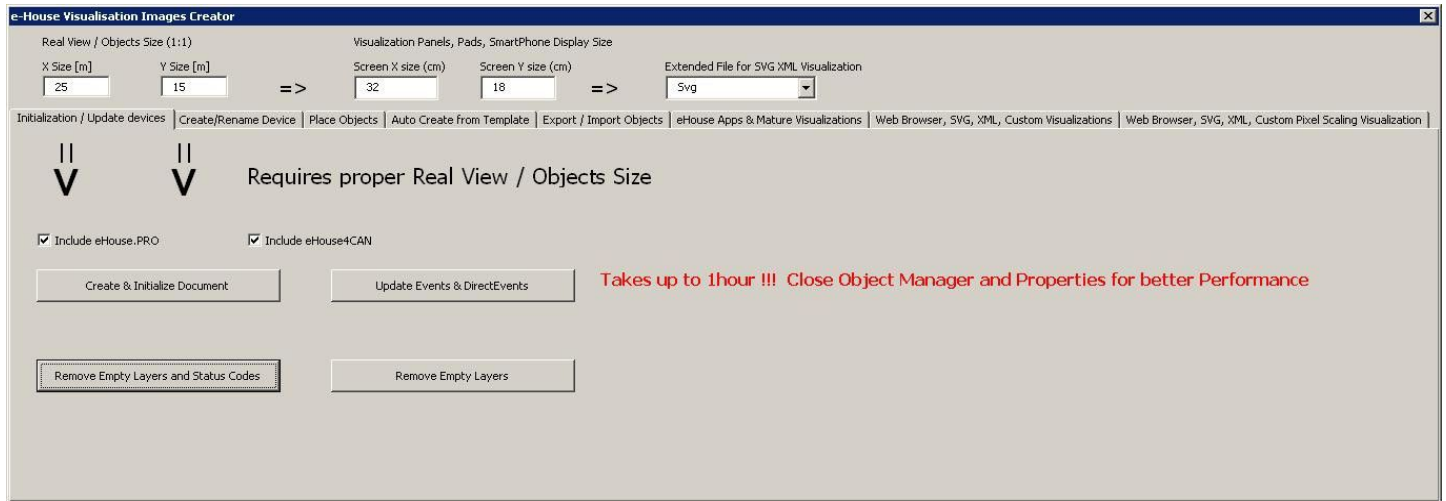 e-House Visualisation Images Creator
Real View / Objects Size (1:1) Visualization Panels, Pads, SmartPhone Display Size
X Size [m] Y Size [m] Screen X size (cm) Screen Y size (cm) Extended File for SVG XML Visualization
25 15 => 32 18 => Svg
Initialization / Update devices Create/Rename Device Place Objects Auto Create from Template Export / Import Objects eHouse Apps & Mature Visualizations Web Browser, SVG, XML, Custom Visualizations Web Browser, SVG, XML, Custom Pixel Scaling Visualization
=> => Requires proper Real View / Objects Size
Include eHouse.PRO Include eHouse4CAN
Create & Initialize Document Update Events & DirectEvents Takes up to 1hour !!! Close Object Manager and Properties for better Performance
Remove Empty Layers and Status Codes Remove Empty Layers